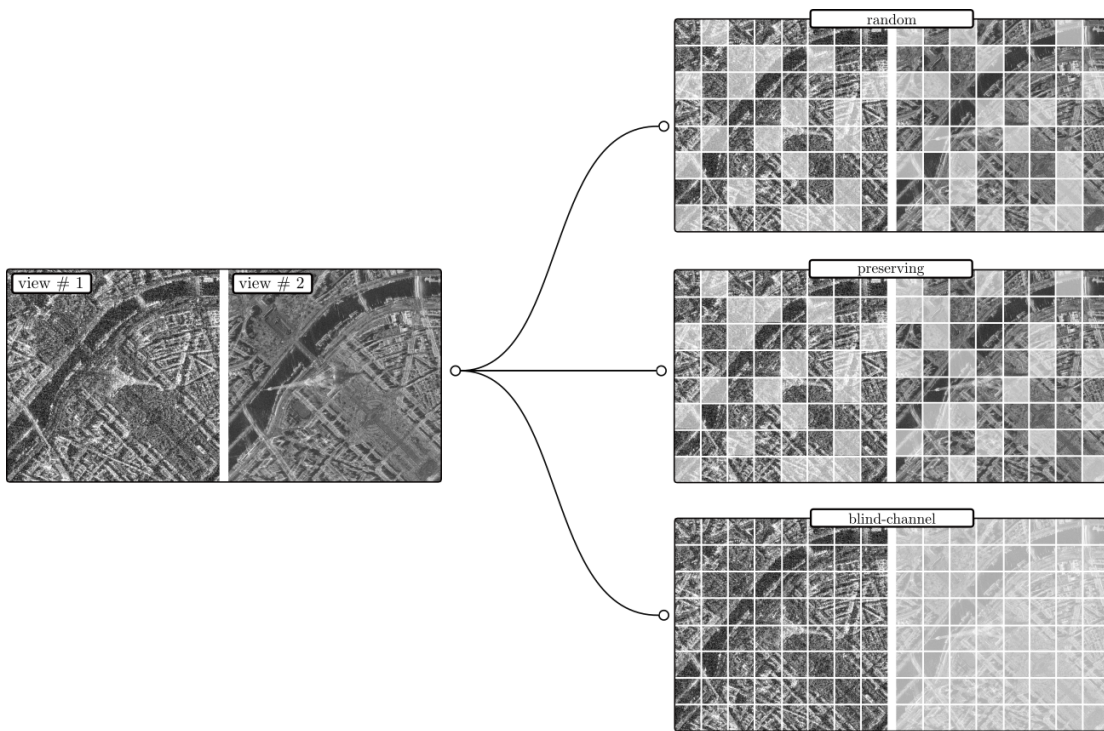 random
view # 1
view # 2
preserving
blind-channel